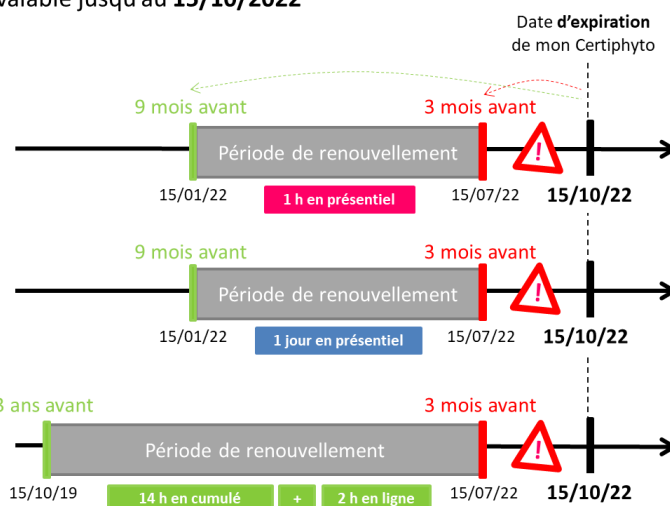 valable jusqu'au 15/10/2022
Date d'expiration
de mon Certiphyto
9 mois avant
3 mois avant
Période de renouvellement
!
15/01/22
1 h en présentiel
15/07/22
15/10/22
9 mois avant
3 mois avant
Période de renouvellement
!
15/01/22
1 jour en présentiel
15/07/22
15/10/22
3 ans avant
3 mois avant
Période de renouvellement
!
15/10/19
14 h en cumulé + 2 h en ligne
15/07/22
15/10/22